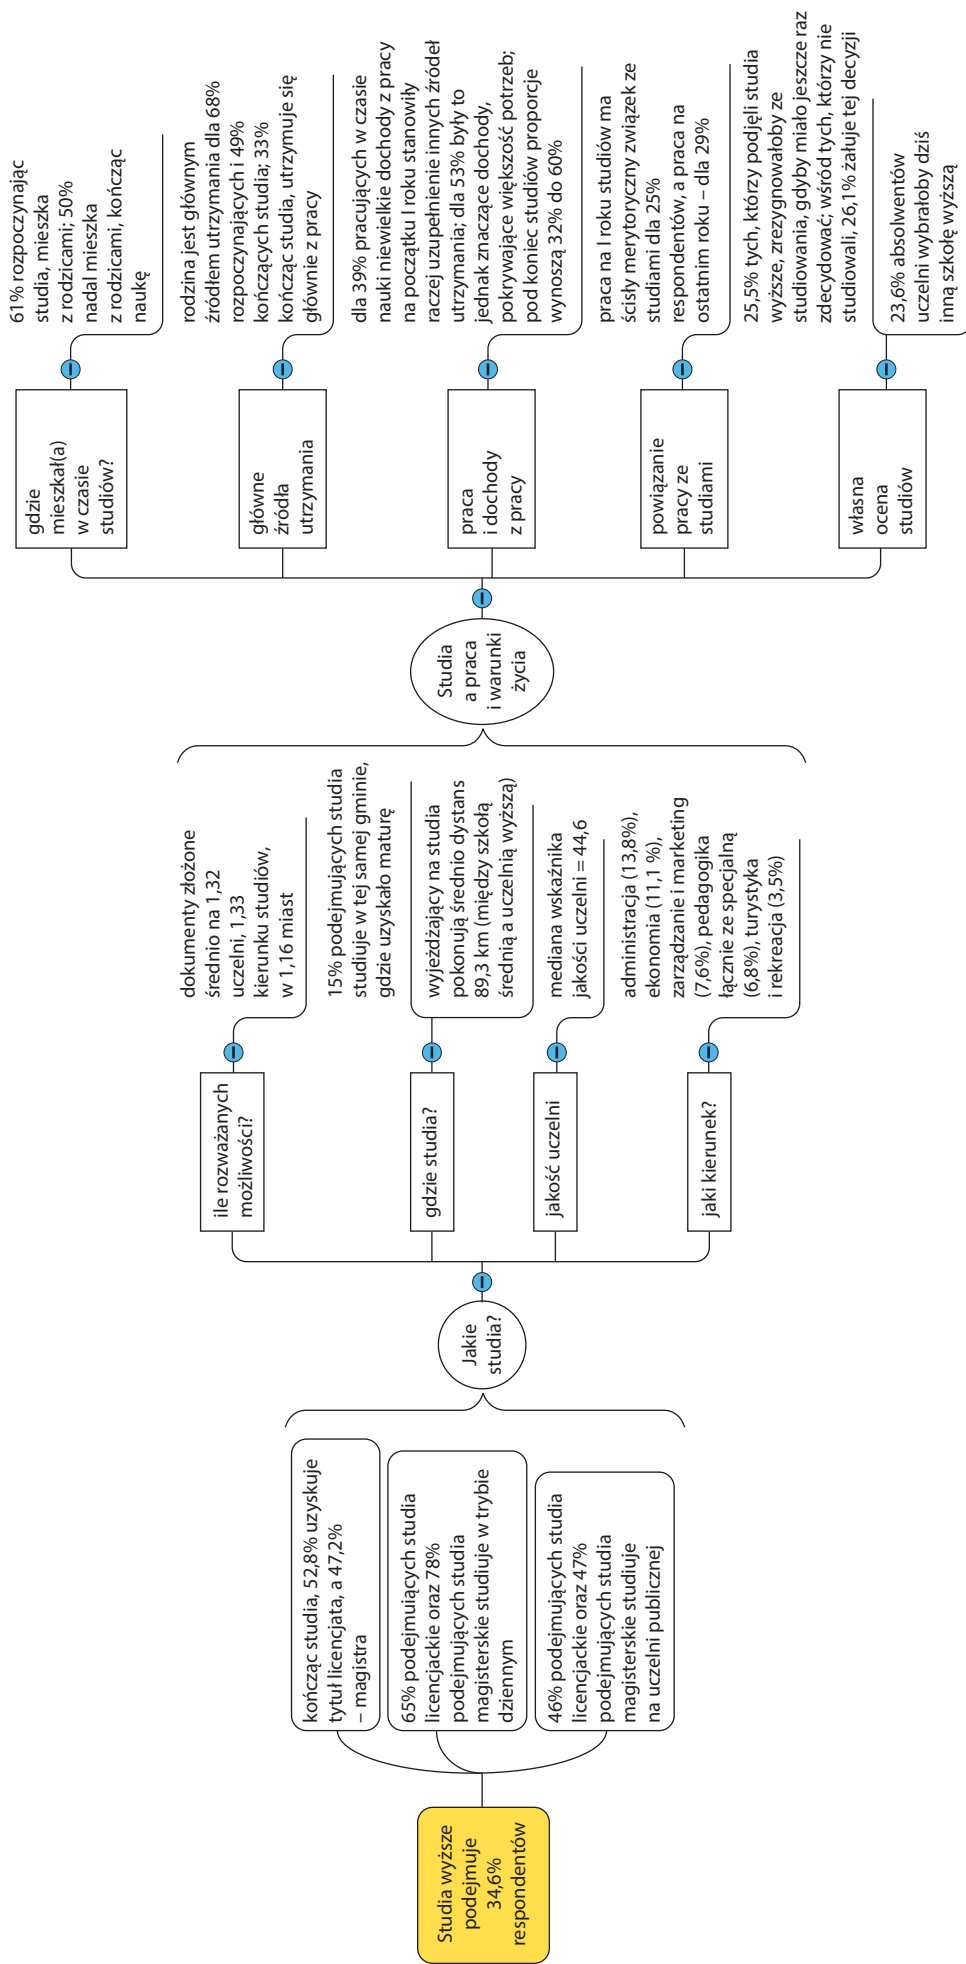 Studia wyższe
podejmuje
34,6%
respondentów
kończąc studia, 52,8% uzyskuje
tytuł licencjata, a 47,2%
– magistra
65% podejmujących studia
licencjackie oraz 78%
podejmujących studia
magisterskie studiuje w trybie
dziennym
46% podejmujących studia
licencjackie oraz 47%
podejmujących studia
magisterskie studiuje
na uczelni publicznej
Jakie
studia?
ile rozważanych
możliwości?
dokumenty złożone
średnio na 1,32
uczelni, 1,33
kierunku studiów,
w 1,16 miast
gdzie studia?
15% podejmujących studia
studiuje w tej samej gminie,
gdzie uzyskało maturę
wyjeżdżający na studia
pokonują średnio dystans
89,3 km (między szkołą
średnią a uczelnią wyższą)
jakość uczelni
mediana wskaźnika
jakości uczelni = 44,6
jaki kierunek?
administracja (13,8%),
ekonomia (11,1 %),
zarządzanie i marketing
(7,6%), pedagogika
łącznie ze specjalną
(6,8%), turystyka
i rekreacja (3,5%)
Studia
a praca
i warunki
życia
gdzie
mieszkał(a)
w czasie
studiów?
61% rozpoczynając
studia, mieszka
z rodzicami; 50%
nadal mieszka
z rodzicami, kończąc
naukę
główne
źródła
utrzymania
rodzina jest głównym
źródłem utrzymania dla 68%
rozpoczynających i 49%
kończących studia; 33%
kończąc studia, utrzymuje się
głównie z pracy
praca
i dochody
z pracy
dla 39% pracujących w czasie
nauki niewielkie dochody z pracy
na początku I roku stanowiły
raczej uzupełnienie innych źródeł
utrzymania; dla 53% były to
jednak znaczące dochody,
pokrywające większość potrzeb;
pod koniec studiów proporcje
wynoszą 32% do 60%
powiązanie
pracy ze
studiami
praca na I roku studiów ma
ścisły merytoryczny związek ze
studiami dla 25%
respondentów, a praca na
ostatnim roku – dla 29%
własna
ocena
studiów
25,5% tych, którzy podjęli studia
wyższe, zrezygnowałoby ze
studiowania, gdyby miało jeszcze raz
zdecydować; wśród tych, którzy nie
studiowali, 26,1% żałuje tej decyzji
23,6% absolwentów
uczelni wybrałoby dziś
inną szkołę wyższą